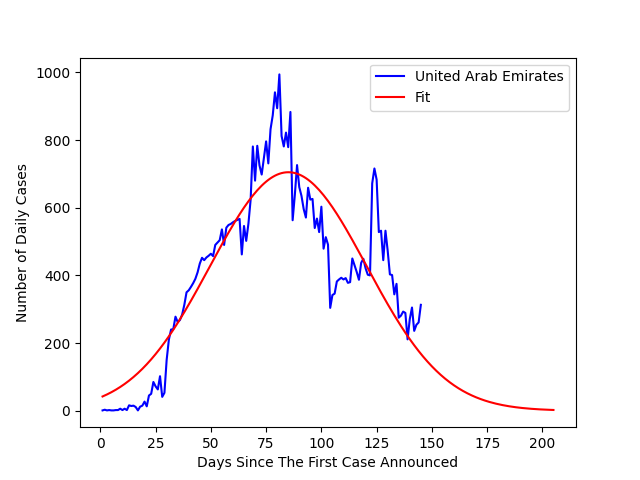 United Arab Emirates
Fit
1000
800
600
400
200
0
Number of Daily Cases
0 25 50 75 100 125 150 175 200
Days Since The First Case Announced